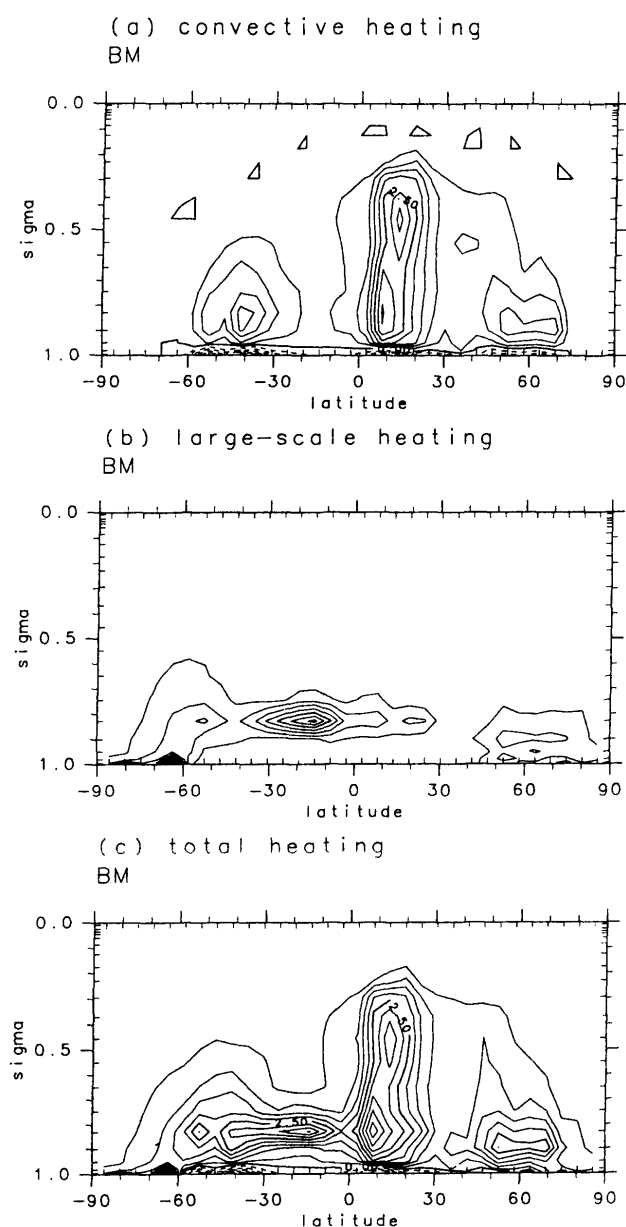 (a) convective heating
BM
0.0
0.5
1.0
sigma
2.50
-90 -60 -30 0 30 60 90
latitude
(b) large-scale heating
BM
0.0
0.5
1.0
sigma
-90 -60 -30 0 30 60 90
latitude
(c) total heating
BM
0.0
0.5
1.0
sigma
2.50
2.50
-90 -60 -30 0 30 60 90
latitude